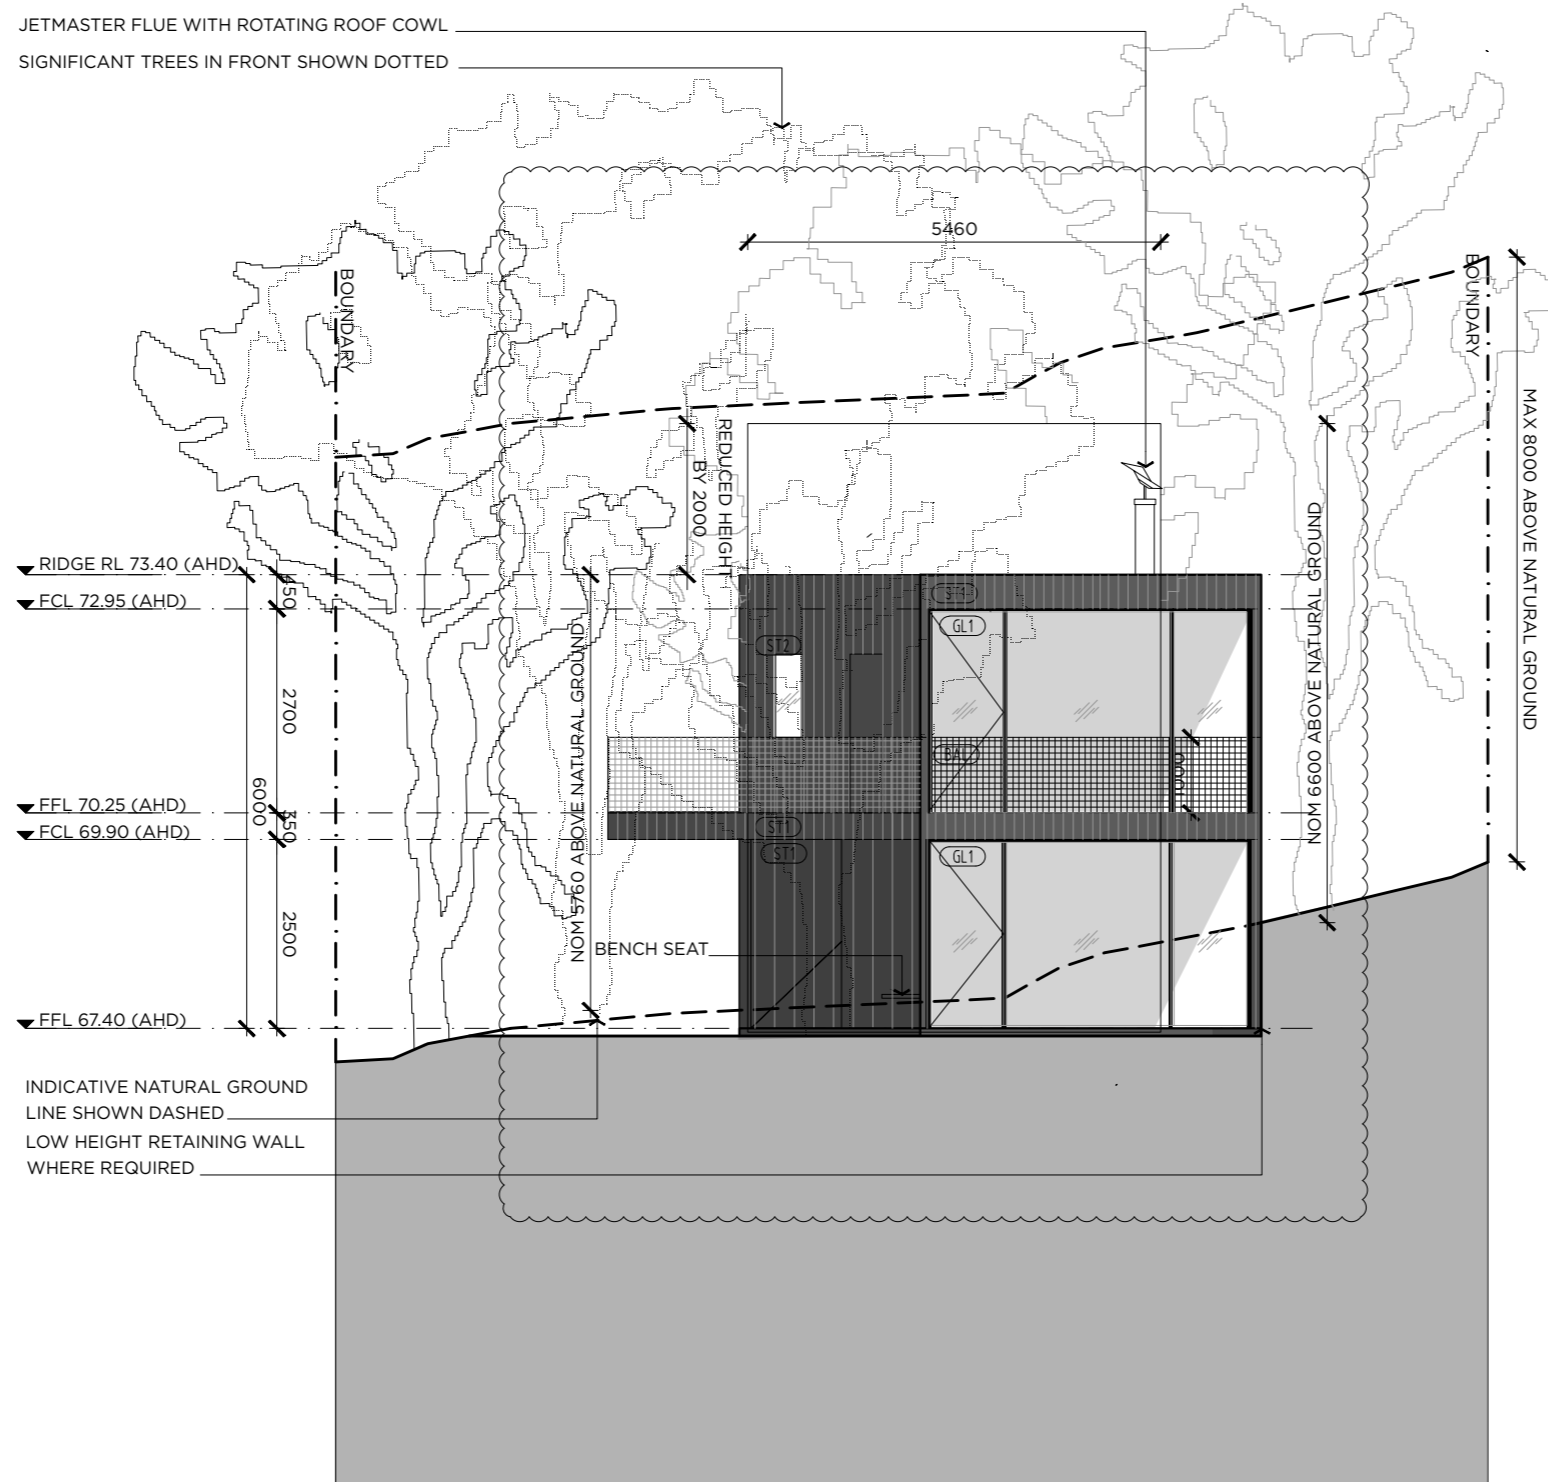 JETMASTER FLUE WITH ROTATING ROOF COWL
SIGNIFICANT TREES IN FRONT SHOWN DOTTED
5460
BOUNDARY
BOUNDARY
MAX 8000 ABOVE NATURAL GROUND
REDUCED HEIGHT
BY 2000
NOM 5760 ABOVE NATURAL GROUND
NOM 6600 ABOVE NATURAL GROUND
RIDGE RL 73.40 (AHD)
450
FCL 72.95 (AHD)
ST1
GL1
ST2
2700
6000
BAL
1000
FFL 70.25 (AHD)
350
FCL 69.90 (AHD)
ST1
ST1
GL1
2500
BENCH SEAT
FFL 67.40 (AHD)
INDICATIVE NATURAL GROUND
LINE SHOWN DASHED
LOW HEIGHT RETAINING WALL
WHERE REQUIRED